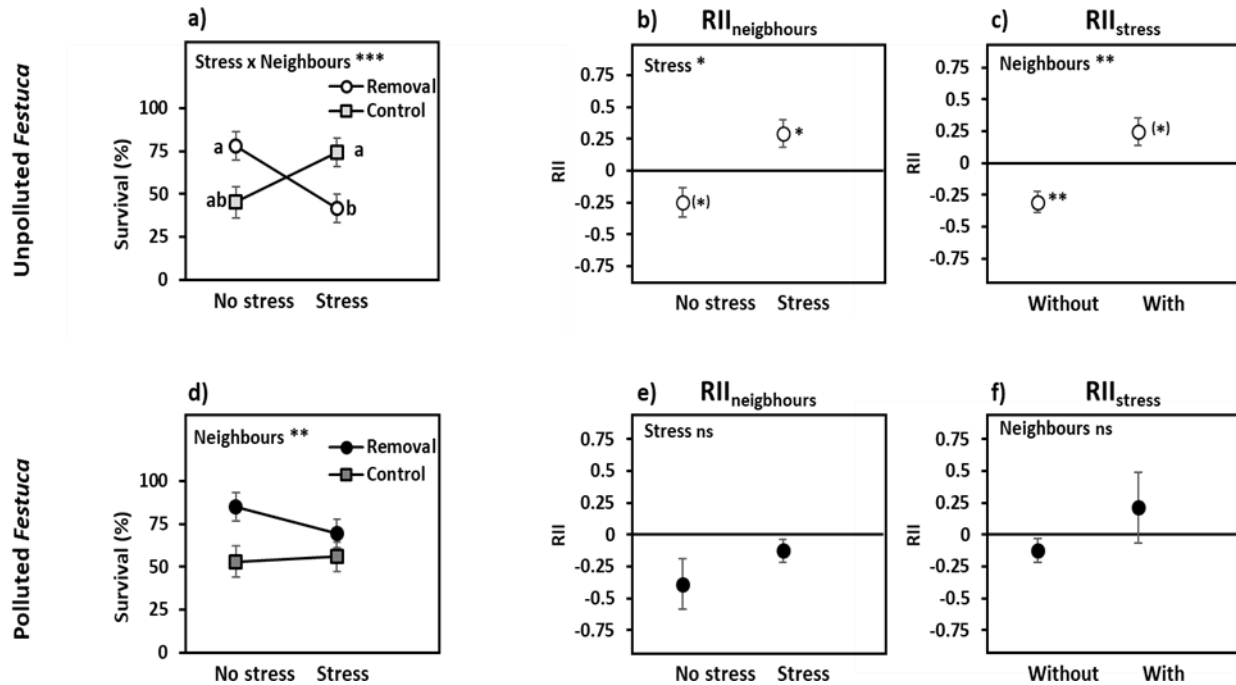 a)
b)
RIIneigbhours
c)
RIIstress
Unpolluted Festuca
Stress x Neighbours ***
Removal
Control
Survival (%)
100
75
50
25
0
a
ab
a
b
No stress
Stress
Stress *
RII
0.75
0.5
0.25
0
-0.25
-0.5
-0.75
(*)
*
No stress
Stress
Neighbours **
RII
0.75
0.5
0.25
0
-0.25
-0.5
-0.75
**
(*)
Without
With
d)
e)
RIIneigbhours
f)
RIIstress
Polluted Festuca
Neighbours **
Removal
Control
Survival (%)
100
75
50
25
0
No stress
Stress
Stress ns
RII
0.75
0.5
0.25
0
-0.25
-0.5
-0.75
No stress
Stress
Neighbours ns
RII
0.75
0.5
0.25
0
-0.25
-0.5
-0.75
Without
With